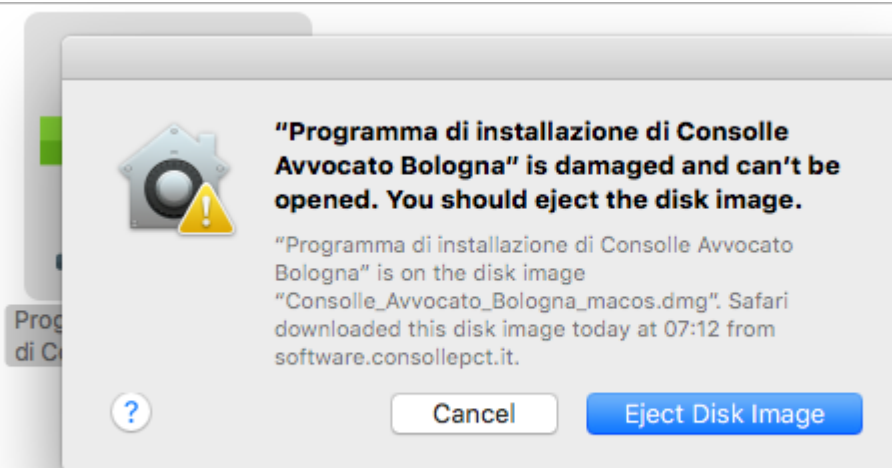 “Programma di installazione di Consolle
Avvocato Bologna” is damaged and can’t be
opened. You should eject the disk image.
“Programma di installazione di Consolle Avvocato
Bologna” is on the disk image
“Consolle_Avvocato_Bologna_macos.dmg”. Safari
downloaded this disk image today at 07:12 from
software.consollepct.it.
Prog
di Co
?
Cancel
Eject Disk Image